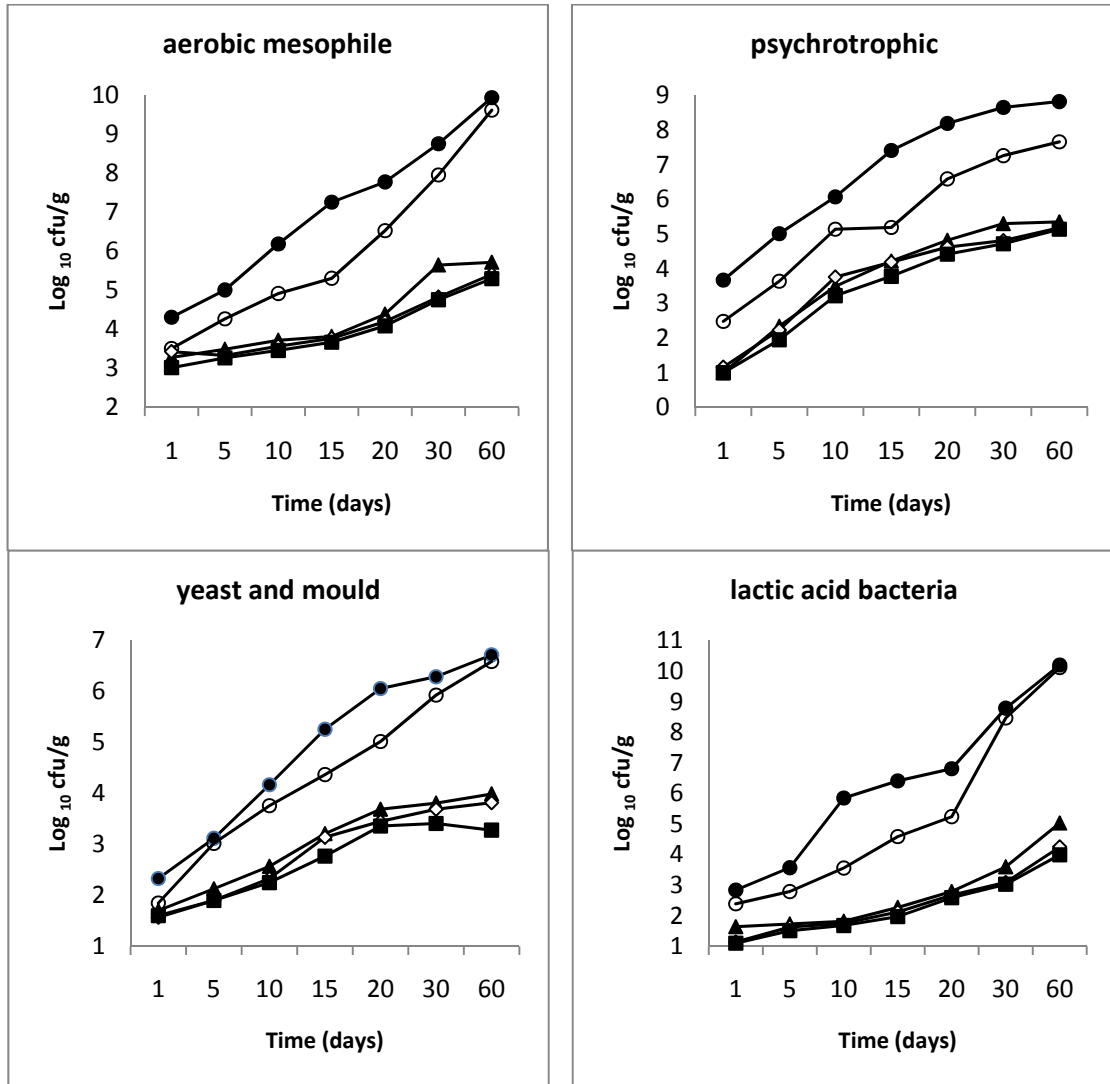 aerobic mesophile
Log 10 cfu/g
10
9
8
7
6
5
4
3
2
1 5 10 15 20 30 60
Time (days)
psychrotrophic
Log 10 cfu/g
9
8
7
6
5
4
3
2
1
0
1 5 10 15 20 30 60
Time (days)
yeast and mould
Log 10 cfu/g
7
6
5
4
3
2
1
1 5 10 15 20 30 60
Time (days)
lactic acid bacteria
Log 10 cfu/g
11
10
9
8
7
6
5
4
3
2
1
1 5 10 15 20 30 60
Time (days)